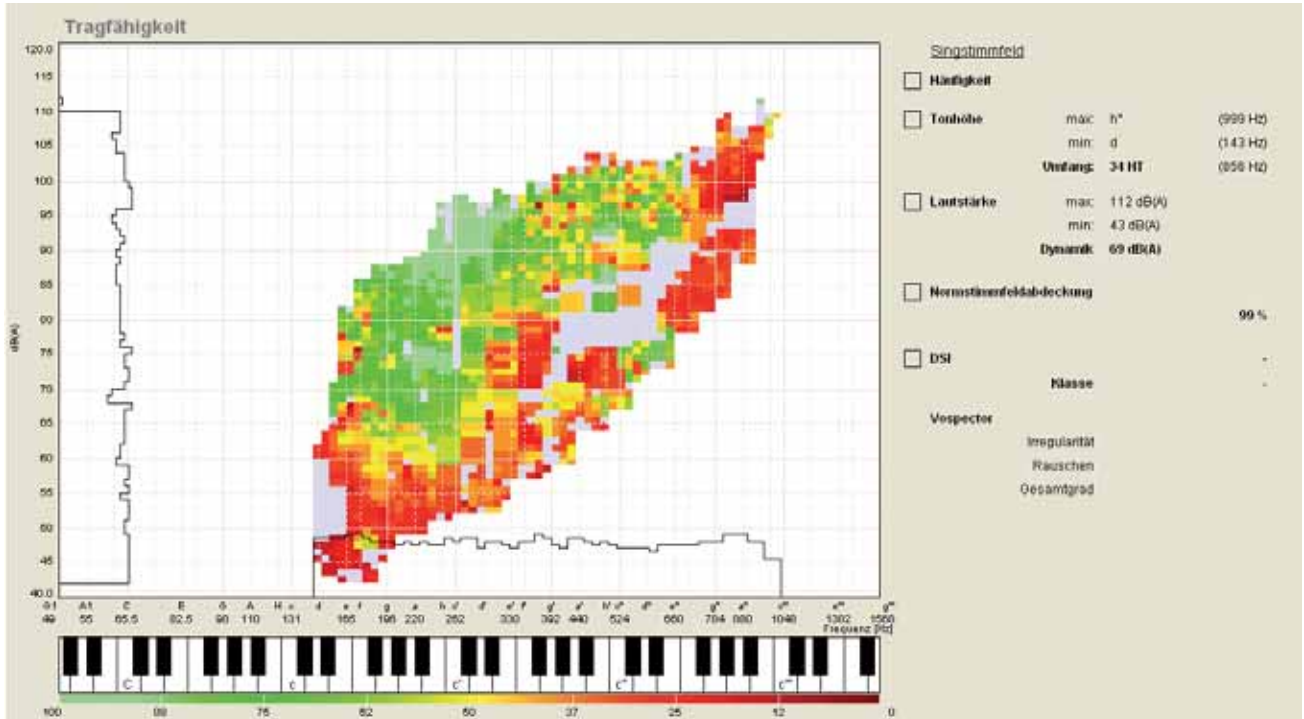 Tragfähigkeit
120.0
115
110
105
100
95
90
85
80
75
70
65
60
55
50
45
40.0
dB(A)
C E G A H c d e f g a h c' d' e' f' g' a' h' c'' d'' e'' g'' a'' c'''
49 55 65.5 82.5 98 110 131 165 196 220 262 330 392 440 524 660 784 880 1048 1302 1568
Frequenz [Hz]
C c c' c'' c'''
100 88 75 62 50 37 25 12 0
Singstimmfeld
Häufigkeit
Tonhöhe max: h'' (999 Hz)
min: d (143 Hz)
Umfang: 34 HT (856 Hz)
Lautstärke max: 112 dB(A)
min: 43 dB(A)
Dynamik 69 dB(A)
Normstimmfeldabdeckung
99 %
DSI -
Klasse -
Vospector
Irregularität
Rauschen
Gesamtgrad